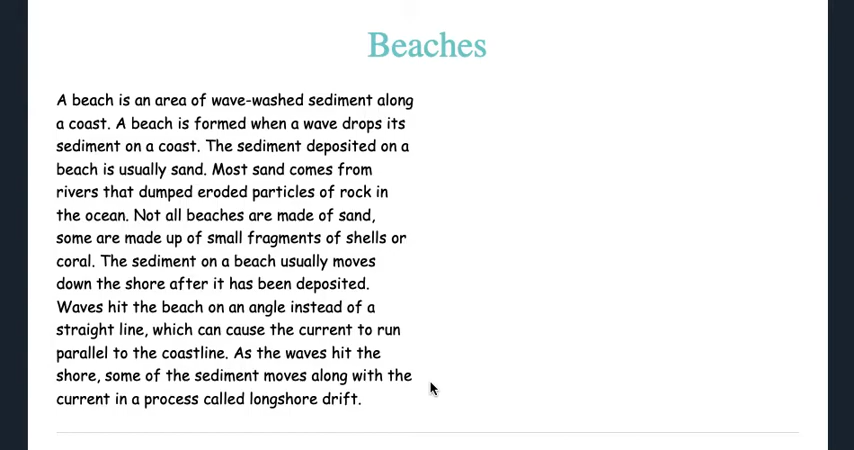 Beaches
A beach is an area of wave-washed sediment along
a coast. A beach is formed when a wave drops its
sediment on a coast. The sediment deposited on a
beach is usually sand. Most sand comes from
rivers that dumped eroded particles of rock in
the ocean. Not all beaches are made of sand,
some are made up of small fragments of shells or
coral. The sediment on a beach usually moves
down the shore after it has been deposited.
Waves hit the beach on an angle instead of a
straight line, which can cause the current to run
parallel to the coastline. As the waves hit the
shore, some of the sediment moves along with the
current in a process called longshore drift.